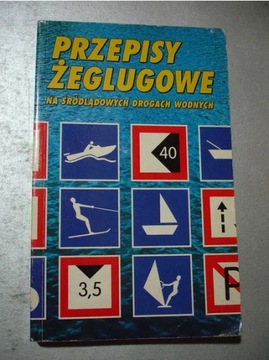 PRZEPISY
ŻEGLUGOWE
NA ŚRÓDLĄDOWYCH DROGACH WODNYCH
40
3,5
P